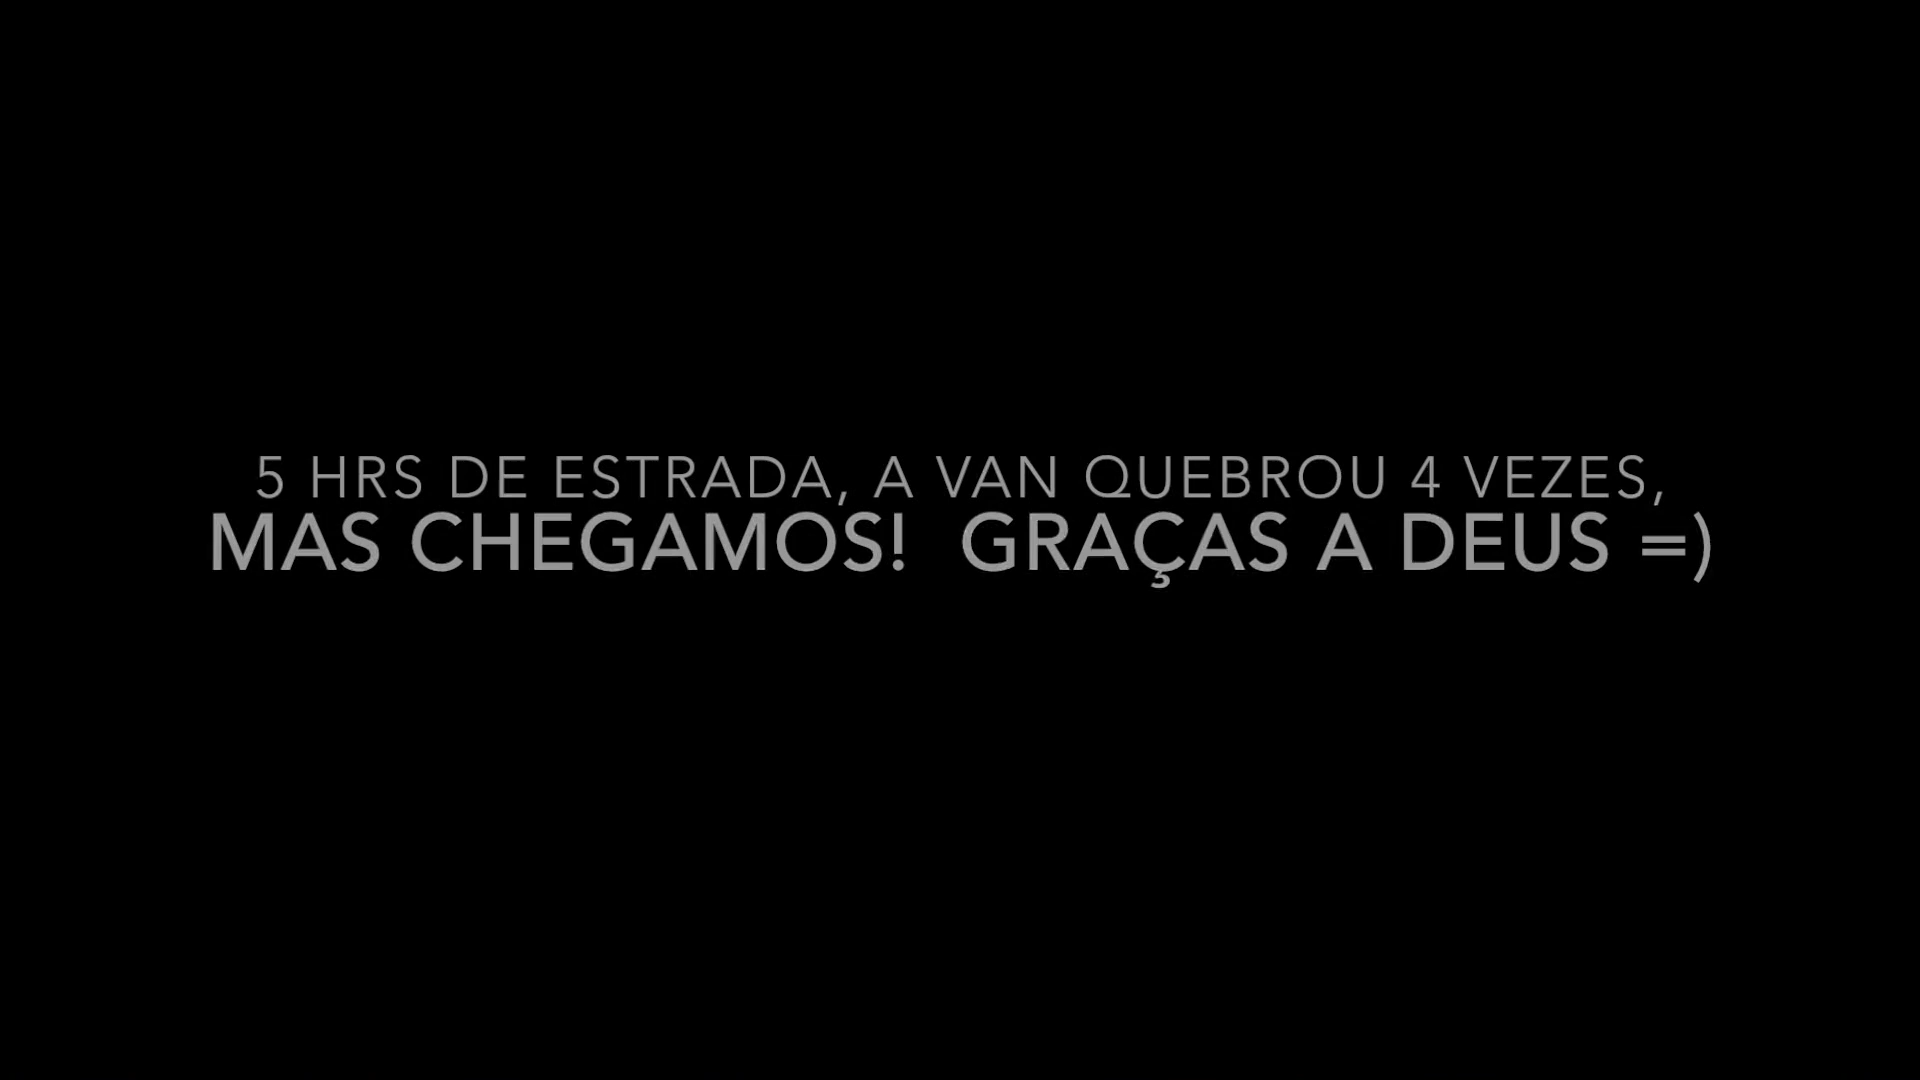 5 HRS DE ESTRADA, A VAN QUEBROU 4 VEZES,
MAS CHEGAMOS!  GRAÇAS A DEUS =)